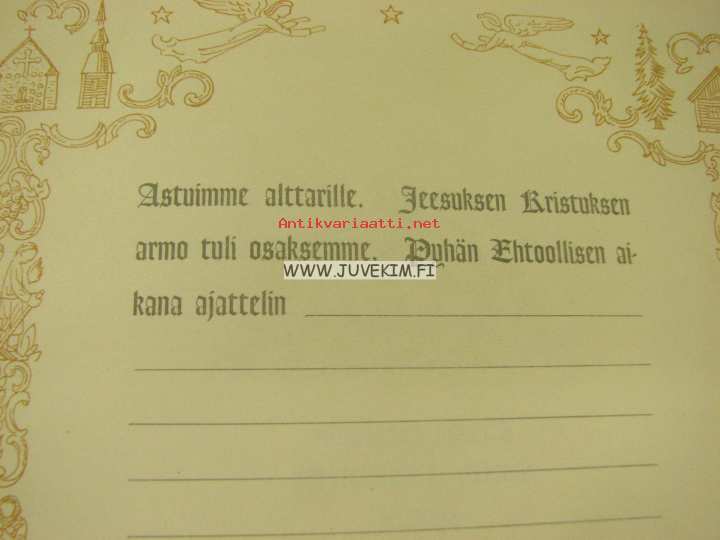 Astuimme alttarille. Jeesuksen Kristuksen
Antikvariaatti.net
armo tuli osaksemme. Pyhän Ehtoollisen ai-
WWW.JUVEKIM.FI
kana ajattelin